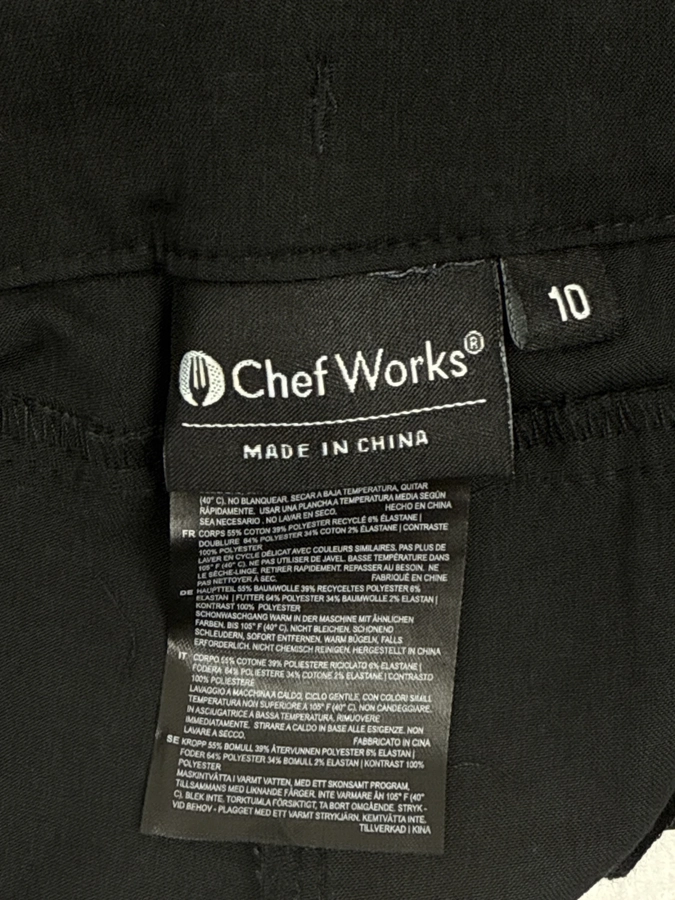 10
Chef Works®
MADE IN CHINA
(40° C). NO BLANQUEAR, SECAR A BAJA TEMPERATURA, QUITAR
RÁPIDAMENTE. USAR UNA PLANCHA A TEMPERATURA MEDIA SEGÚN
SEA NECESARIO . NO LAVAR EN SECO. HECHO EN CHINA
FR CORPS 55% COTON 39% POLYESTER RECYCLÉ 6% ÉLASTANE |
DOUBLURE 64% POLYESTER 34% COTON 2% ÉLASTANE | CONTRASTE
100% POLYESTER
LAVER EN CYCLE DÉLICAT AVEC COULEURS SIMILAIRES. PAS PLUS DE
105° F (40° C). NE PAS UTILISER DE JAVEL. BASSE TEMPÉRATURE DANS
LE SÈCHE-LINGE. RETIRER RAPIDEMENT. REPASSER AU BESOIN. NE
PAS NETTOYER À SEC. FABRIQUÉ EN CHINE
DE HAUPTTEIL 55% BAUMWOLLE 39% RECYCELTES POLYESTER 6%
ELASTAN | FUTTER 64% POLYESTER 34% BAUMWOLLE 2% ELASTAN |
KONTRAST 100% POLYESTER
SCHONWASCHGANG WARM IN DER MASCHINE MIT ÄHNLICHEN
FARBEN. BIS 105° F (40° C). NICHT BLEICHEN. SCHONEND
SCHLEUDERN, SOFORT ENTFERNEN. WARM BÜGELN, FALLS
ERFORDERLICH. NICHT CHEMISCH REINIGEN. HERGESTELLT IN CHINA
IT CORPO 55% COTONE 39% POLIESTERE RICICLATO 6% ELASTANE |
FODERA 64% POLIESTERE 34% COTONE 2% ELASTANE | CONTRASTO
100% POLIESTERE
LAVAGGIO A MACCHINA A CALDO, CICLO GENTILE, CON COLORI SIMILI.
TEMPERATURA NON SUPERIORE A 105° F (40° C). NON CANDEGGIARE.
IN ASCIUGATRICE A BASSA TEMPERATURA, RIMUOVERE
IMMEDIATAMENTE. STIRARE A CALDO IN BASE ALLE ESIGENZE. NON
LAVARE A SECCO. FABBRICATO IN CINA
SE KROPP 55% BOMULL 39% ÅTERVUNNEN POLYESTER 6% ELASTAN |
FODER 64% POLYESTER 34% BOMULL 2% ELASTAN | KONTRAST 100%
POLYESTER
MASKINTVÄTTA I VARMT VATTEN, MED ETT SKONSAMT PROGRAM,
TILLSAMMANS MED LIKNANDE FÄRGER. INTE VARMARE ÄN 105° F (40°
C). BLEK INTE. TORKTUMLA FÖRSIKTIGT, TA BORT OMGÅENDE. STRYK-
VID BEHOV - PLAGGET MED ETT VARMT STRYKJÄRN. KEMTVÄTTA INTE.
TILLVERKAD I KINA